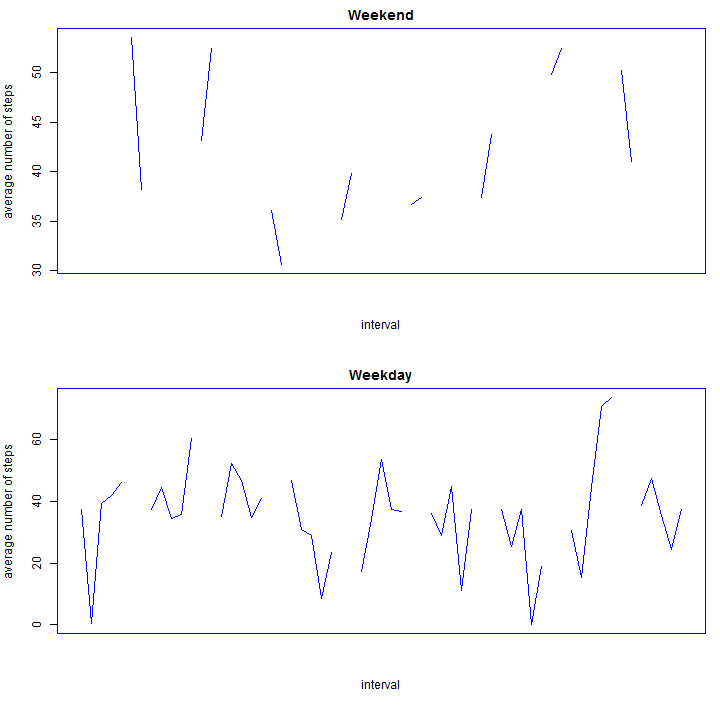 Weekend
average number of steps
50
45
40
35
30
interval
Weekday
average number of steps
60
40
20
0
interval